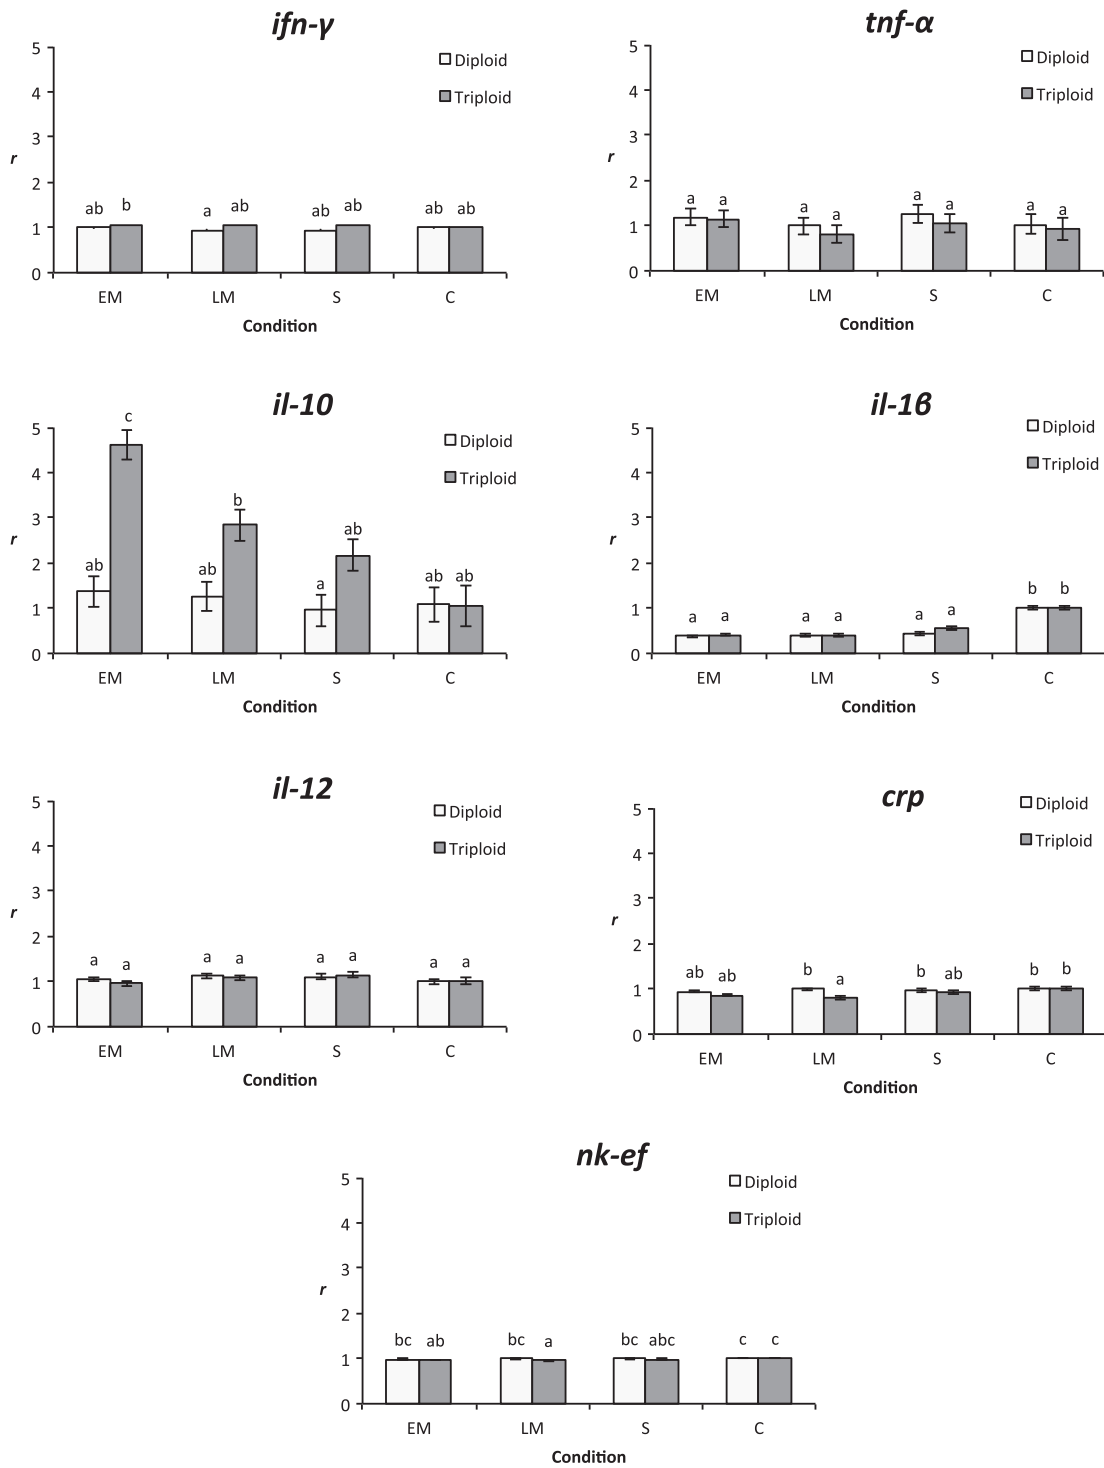 ifn-γ
Diploid
Triploid
5
4
3
2
1
0
r
ab b a ab ab ab ab ab
EM LM S C
Condition
tnf-α
Diploid
Triploid
5
4
3
2
1
0
r
a a a a a a a a
EM LM S C
Condition
il-10
Diploid
Triploid
5
4
3
2
1
0
r
ab c ab b a ab ab ab
EM LM S C
Condition
il-1β
Diploid
Triploid
5
4
3
2
1
0
r
a a a a a a b b
EM LM S C
Condition
il-12
Diploid
Triploid
5
4
3
2
1
0
r
a a a a a a a a
EM LM S C
Condition
crp
Diploid
Triploid
5
4
3
2
1
0
r
ab ab b a b ab b b
EM LM S C
Condition
nk-ef
Diploid
Triploid
5
4
3
2
1
0
r
bc ab bc a bc abc c c
EM LM S C
Condition